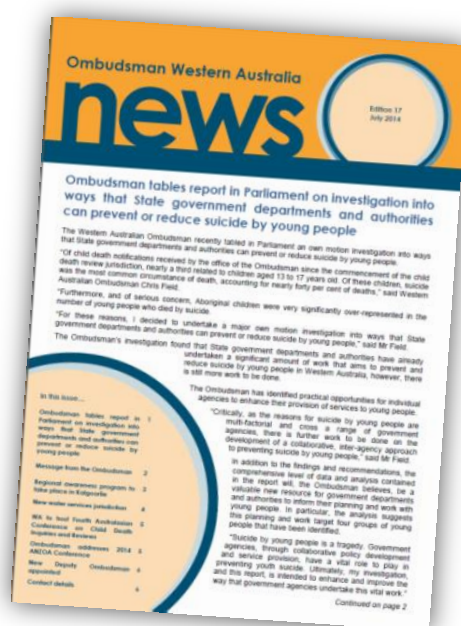 Ombudsman Western Australia
news
Edition 17
July 2014
Ombudsman tables report in Parliament on investigation into
ways that State government departments and authorities
can prevent or reduce suicide by young people
The Western Australian Ombudsman recently tabled in Parliament an own motion investigation into ways
that State government departments and authorities can prevent or reduce suicide by young people.
"Of child death notifications received by the office of the Ombudsman since the commencement of the child
death review jurisdiction, nearly a third related to children aged 13 to 17 years old. Of these children, suicide
was the most common circumstance of death, accounting for nearly forty per cent of deaths," said Western
Australian Ombudsman Chris Field.
"Furthermore, and of serious concern, Aboriginal children were very significantly over-represented in the
number of young people who died by suicide.
"For these reasons, I decided to undertake a major own motion investigation into ways that State
government departments and authorities can prevent or reduce suicide by young people," said Mr Field.
The Ombudsman's investigation found that State government departments and authorities have already
undertaken a significant amount of work that aims to prevent and
reduce suicide by young people in Western Australia, however, there
is still more work to be done.
The Ombudsman has identified practical opportunities for individual
agencies to enhance their provision of services to young people.
"Critically, as the reasons for suicide by young people are
multi-factorial and cross a range of government
agencies, there is further work to be done on the
development of a collaborative, inter-agency approach
to preventing suicide by young people," said Mr Field.
In addition to the findings and recommendations, the
comprehensive level of data and analysis contained
in the report will, the Ombudsman believes, be a
valuable new resource for government departments
and authorities to inform their planning and work with
young people. In particular, the analysis suggests
this planning and work target four groups of young
people that have been identified.
"Suicide by young people is a tragedy. Government
agencies, through collaborative policy development
and service provision, have a vital role to play in
preventing youth suicide. Ultimately, my investigation,
and this report, is intended to enhance and improve the
way that government agencies undertake this vital work."
Continued on page 2
In this issue...
Ombudsman tables report in 1
Parliament on investigation into
ways that State government
departments and authorities can
prevent or reduce suicide by
young people
Message from the Ombudsman 2
Regional awareness program to 3
take place in Kalgoorlie
New water services jurisdiction 4
WA to host Fourth Australasian 5
Conference on Child Death
Inquiries and Reviews
Ombudsman addresses 2014 5
ANZOA Conference
New Deputy Ombudsman 6
appointed
Contact details 6